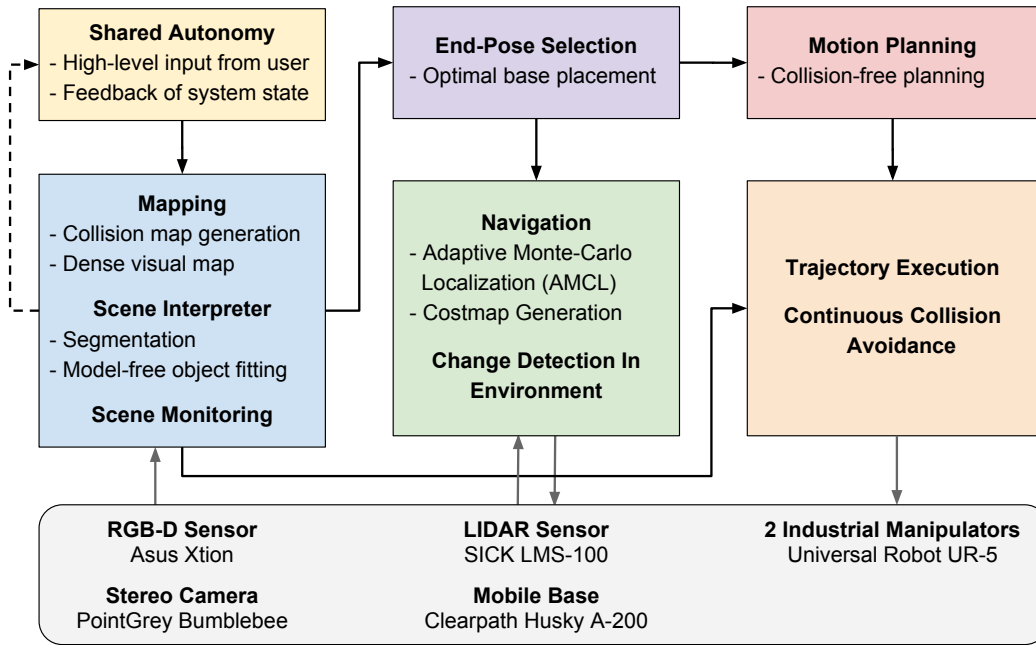 Shared Autonomy
- High-level input from user
- Feedback of system state
End-Pose Selection
- Optimal base placement
Motion Planning
- Collision-free planning
Mapping
- Collision map generation
- Dense visual map
Scene Interpreter
- Segmentation
- Model-free object fitting
Scene Monitoring
Navigation
- Adaptive Monte-Carlo
Localization (AMCL)
- Costmap Generation
Change Detection In
Environment
Trajectory Execution
Continuous Collision
Avoidance
RGB-D Sensor
Asus Xtion
Stereo Camera
PointGrey Bumblebee
LIDAR Sensor
SICK LMS-100
Mobile Base
Clearpath Husky A-200
2 Industrial Manipulators
Universal Robot UR-5